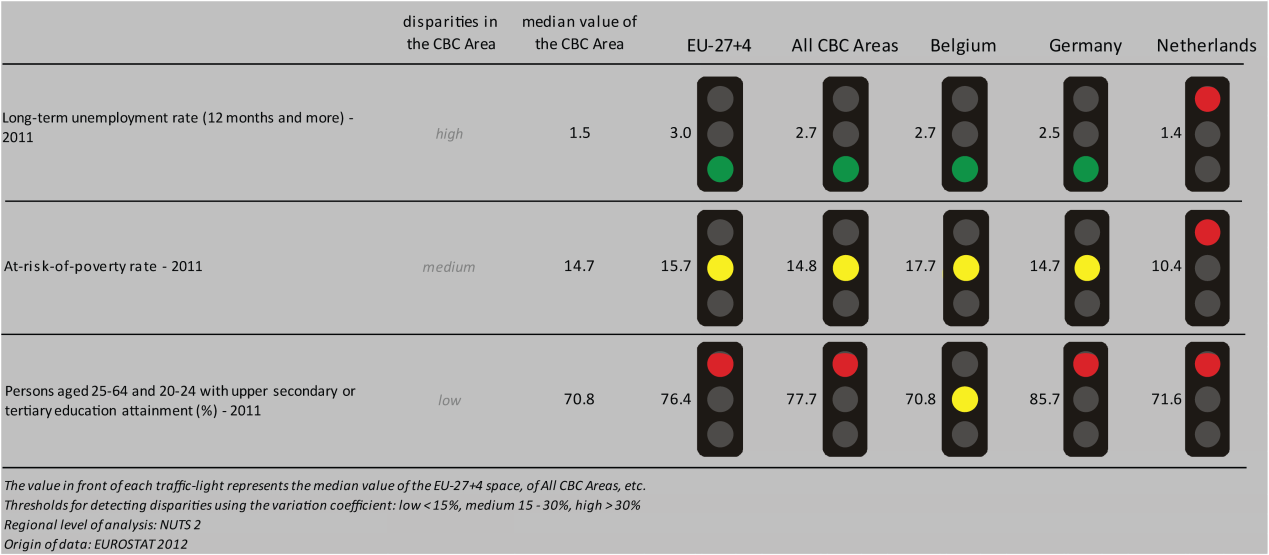 disparities in the CBC Area
median value of the CBC Area
EU-27+4
All CBC Areas
Belgium
Germany
Netherlands
Long-term unemployment rate (12 months and more) -
2011
high
1.5
3.0
2.7
2.7
2.5
1.4
At-risk-of-poverty rate - 2011
medium
14.7
15.7
14.8
17.7
14.7
10.4
Persons aged 25-64 and 20-24 with upper secondary or
tertiary education attainment (%) - 2011
low
70.8
76.4
77.7
70.8
85.7
71.6
The value in front of each traffic-light represents the median value of the EU-27+4 space, of All CBC Areas, etc.
Thresholds for detecting disparities using the variation coefficient: low < 15%, medium 15 - 30%, high > 30%
Regional level of analysis: NUTS 2
Origin of data: EUROSTAT 2012